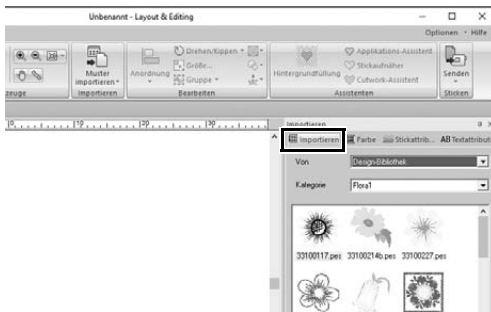 Unbenannt - Layout & Editing
Optionen Hilfe
Muster importieren
Anordnung
Drehen/Kippen
Größe...
Gruppe
Hintergrundfüllung
Applikations-Assistent
Stickaufnäher
Cutwork-Assistent
Senden
zeuge
Importieren
Bearbeiten
Assistenten
Sticken
10 20 30
Importieren
Importieren Farbe Stickattrib... AB Textattribut
Von Design-Bibliothek
Kategorie Flora1
33100117.pes 33100214b.pes 33100227.pes